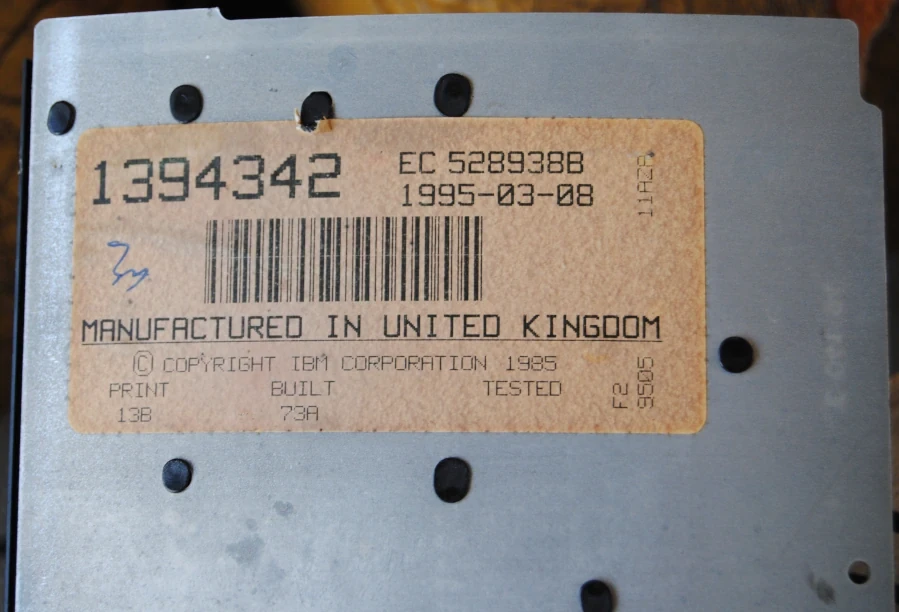 1394342
EC 528938B
1995-03-08
11AZA
MANUFACTURED IN UNITED KINGDOM
© COPYRIGHT IBM CORPORATION 1985
PRINT BUILT TESTED
13B 73A
F2
9505